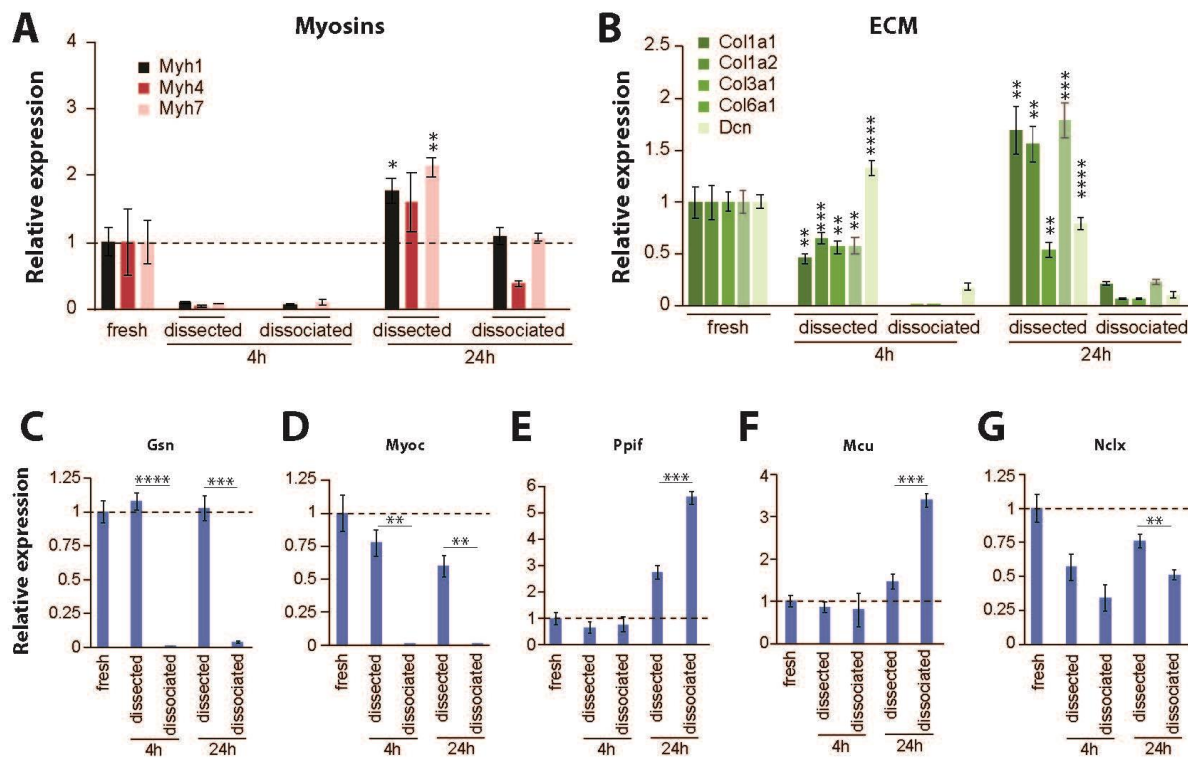 A
Myosins
Relative expression
4
3
2
1
0
Myh1
Myh4
Myh7
*
**
fresh
dissected
dissociated
dissected
dissociated
4h
24h
B
ECM
Relative expression
2.5
2
1.5
1
0.5
0
Col1a1
Col1a2
Col3a1
Col6a1
Dcn
**
****
**
**
****
**
**
**
***
****
fresh
dissected
dissociated
dissected
dissociated
4h
24h
C
Gsn
Relative expression
1.25
1
0.75
0.5
0.25
0
****
***
fresh
dissected
dissociated
dissected
dissociated
4h
24h
D
Myoc
1.25
1
0.75
0.5
0.25
0
**
**
fresh
dissected
dissociated
dissected
dissociated
4h
24h
E
Ppif
6
5
4
3
2
1
0
***
fresh
dissected
dissociated
dissected
dissociated
4h
24h
F
Mcu
4
3
2
1
0
***
fresh
dissected
dissociated
dissected
dissociated
4h
24h
G
Nclx
1.25
1
0.75
0.5
0.25
0
**
fresh
dissected
dissociated
dissected
dissociated
4h
24h